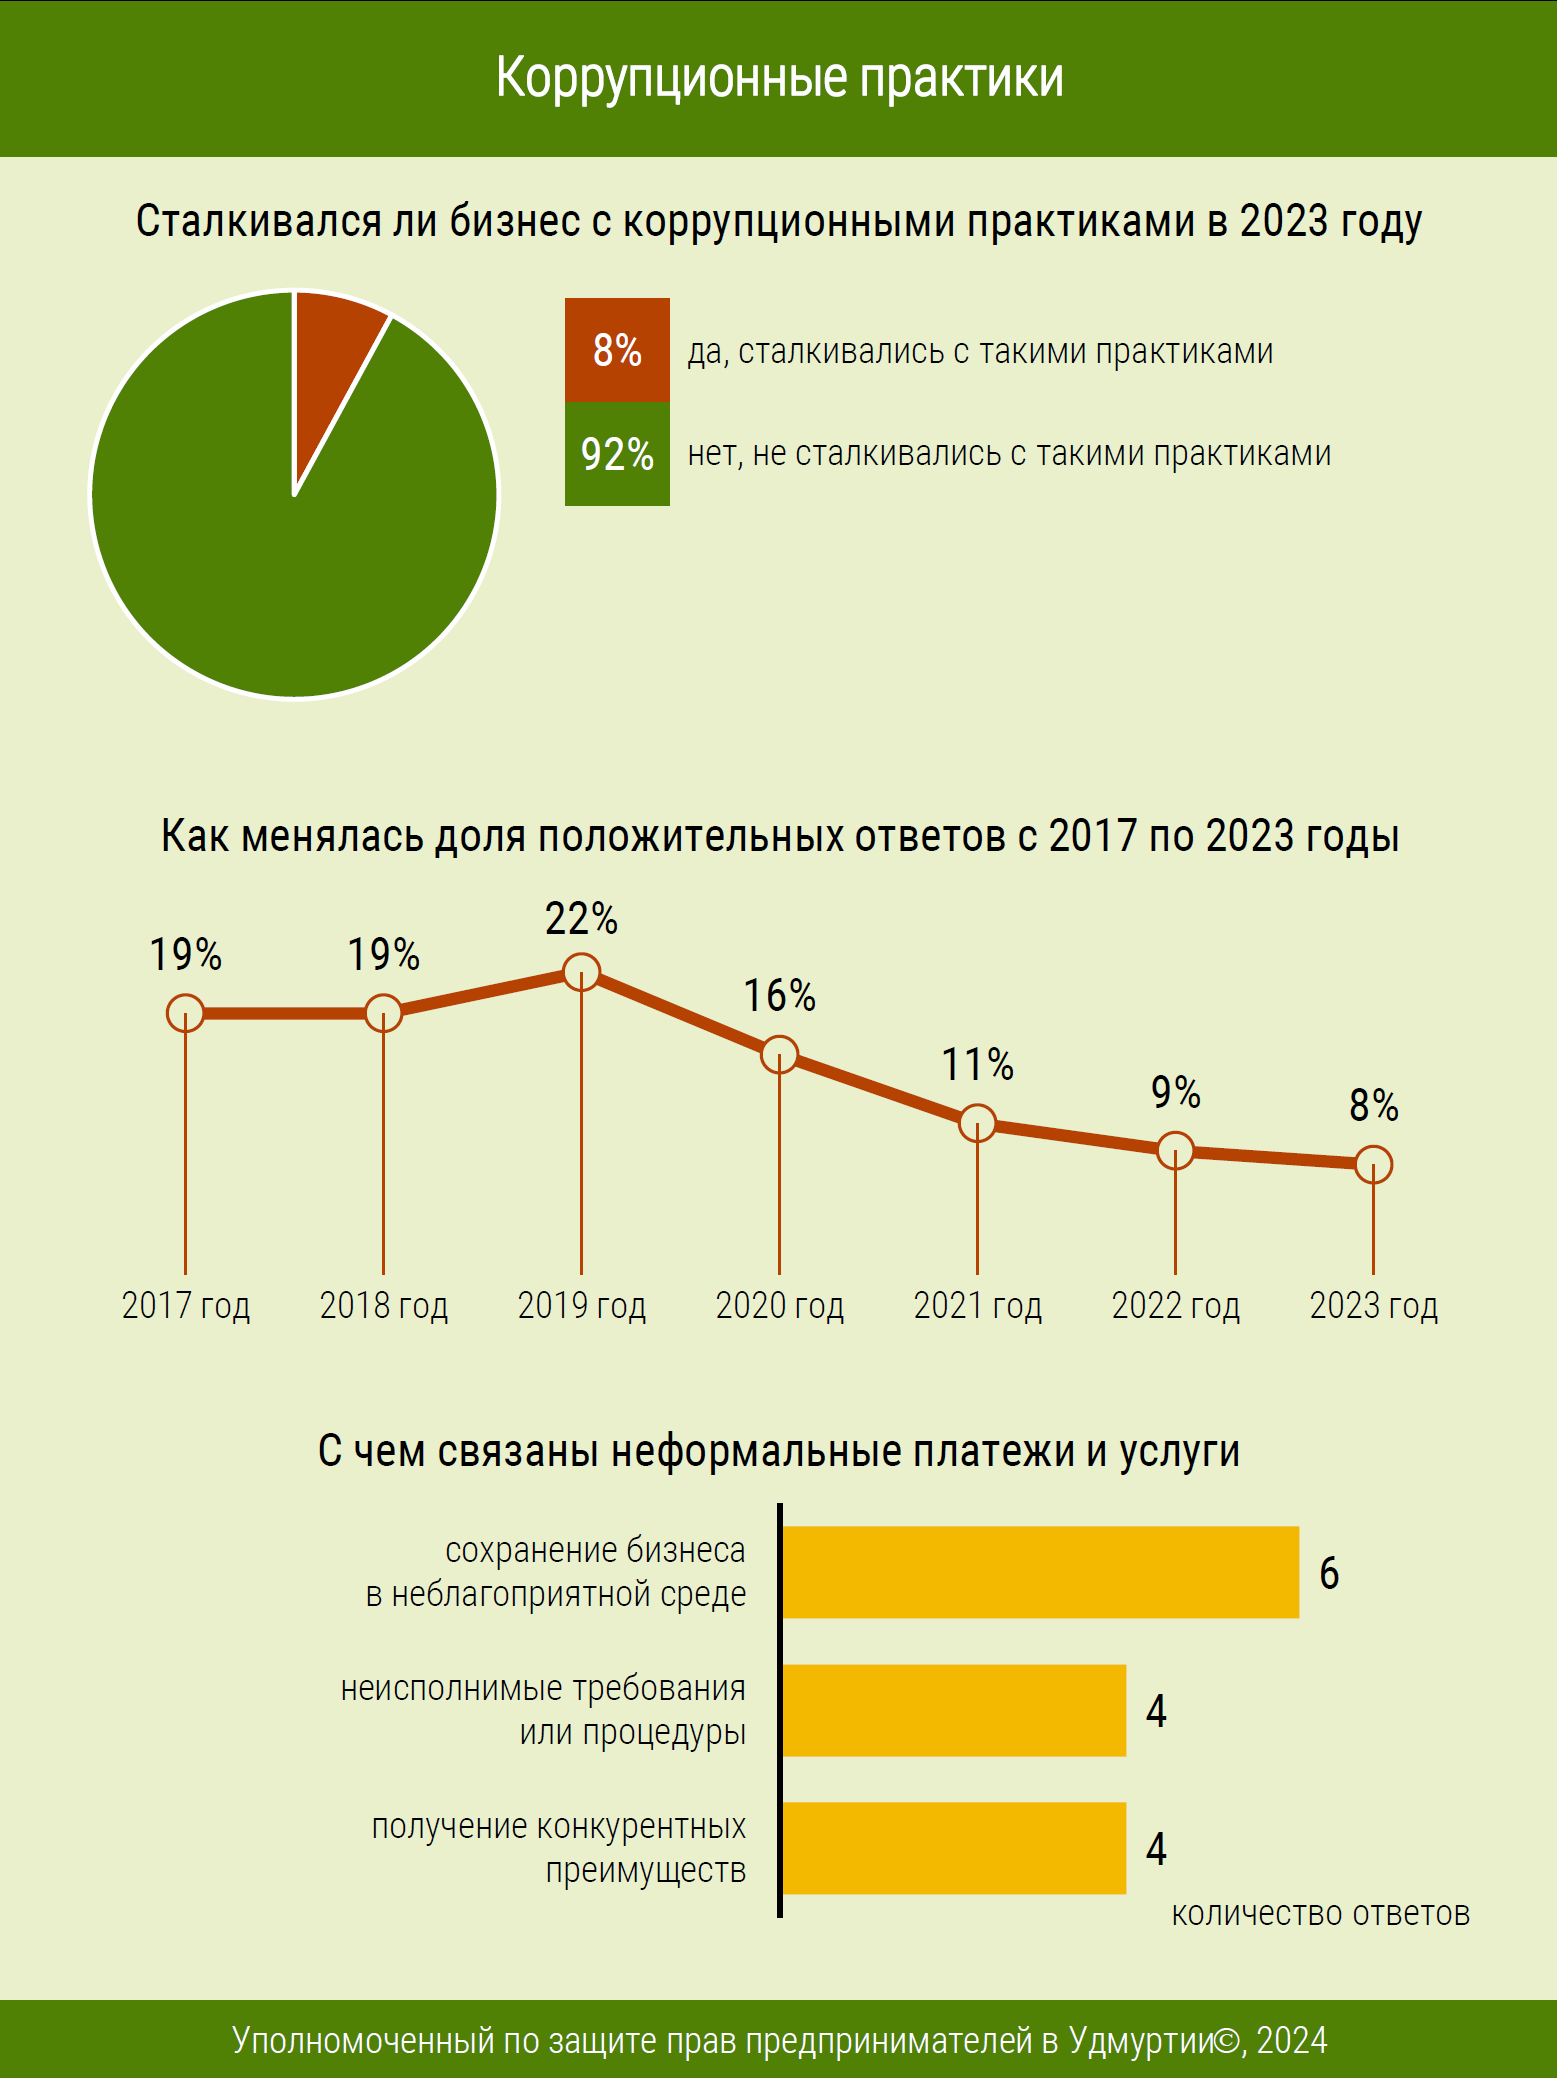 Коррупционные практики
Сталкивался ли бизнес с коррупционными практиками в 2023 году
8%
да, сталкивались с такими практиками
92%
нет, не сталкивались с такими практиками
Как менялась доля положительных ответов с 2017 по 2023 годы
19%
19%
22%
16%
11%
9%
8%
2017 год
2018 год
2019 год
2020 год
2021 год
2022 год
2023 год
С чем связаны неформальные платежи и услуги
сохранение бизнеса
в неблагоприятной среде
6
неисполнимые требования
или процедуры
4
получение конкурентных
преимуществ
4
количество ответов
Уполномоченный по защите прав предпринимателей в Удмуртии©, 2024